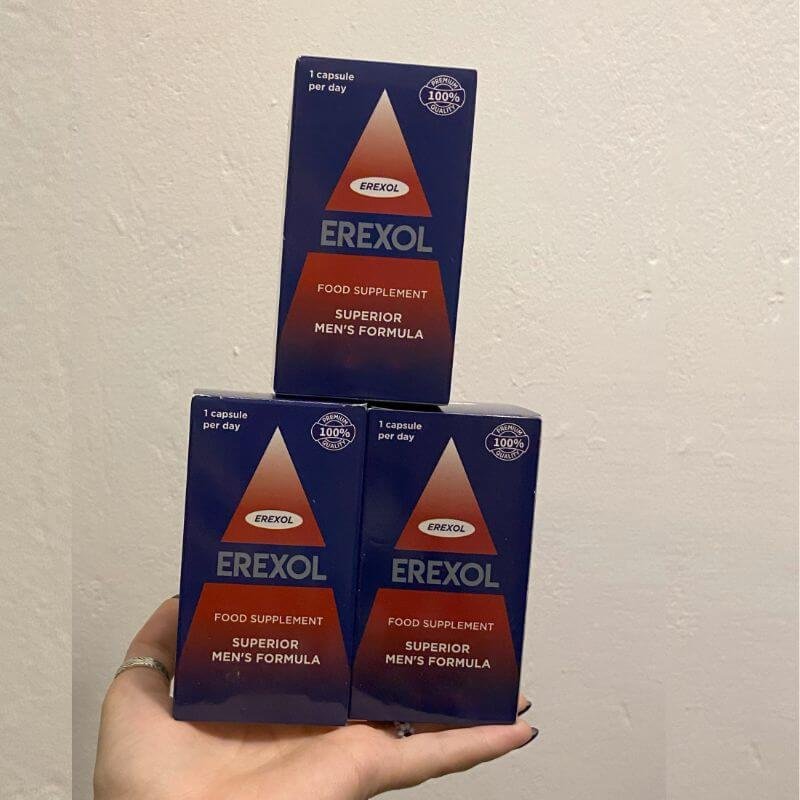 1 capsule
per day
PREMIUM
100%
QUALITY
EREXOL
EREXOL
FOOD SUPPLEMENT
SUPERIOR
MEN'S FORMULA
1 capsule
per day
PREMIUM
100%
QUALITY
EREXOL
EREXOL
FOOD SUPPLEMENT
SUPERIOR
MEN'S FORMULA
1 capsule
per day
PREMIUM
100%
QUALITY
EREXOL
EREXOL
FOOD SUPPLEMENT
SUPERIOR
MEN'S FORMULA